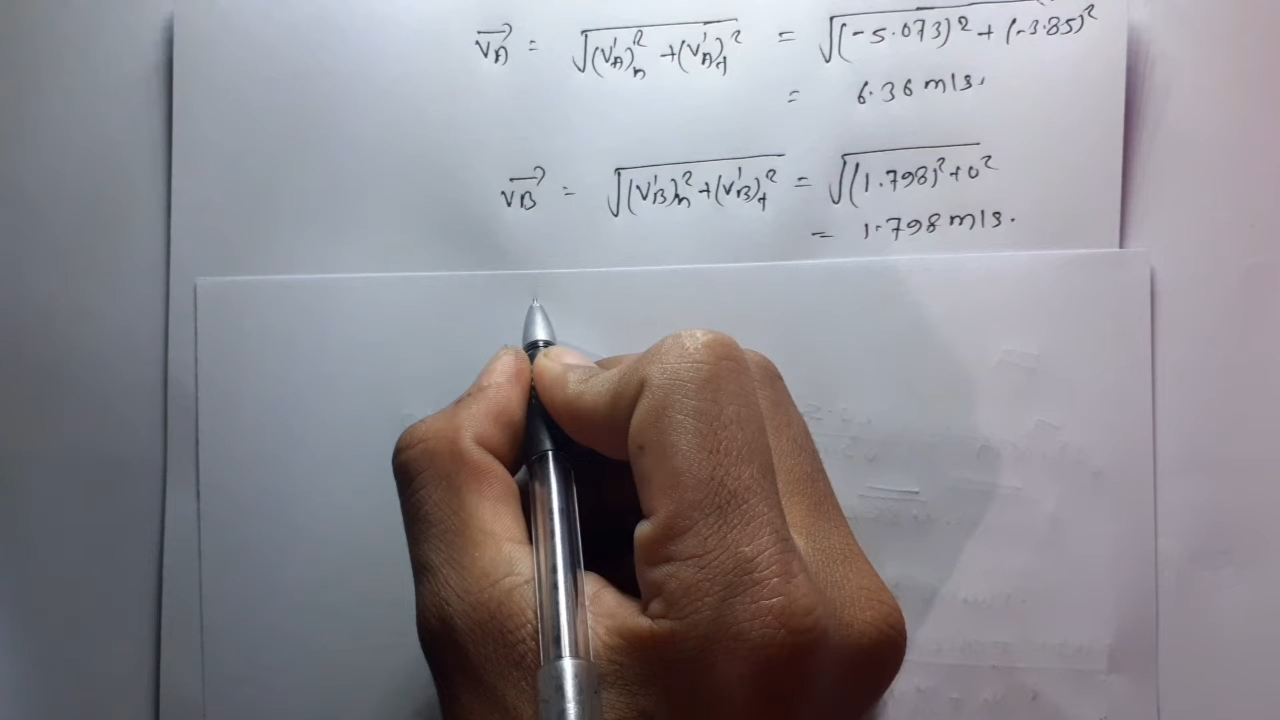 →VA = √(V'A)n² + (V'A)t² = √(-5.073)² + (-3.85)²
= 6.36 m/s.
→VB = √(V'B)n² + (V'B)t² = √(1.798)² + 0²
= 1.798 m/s.